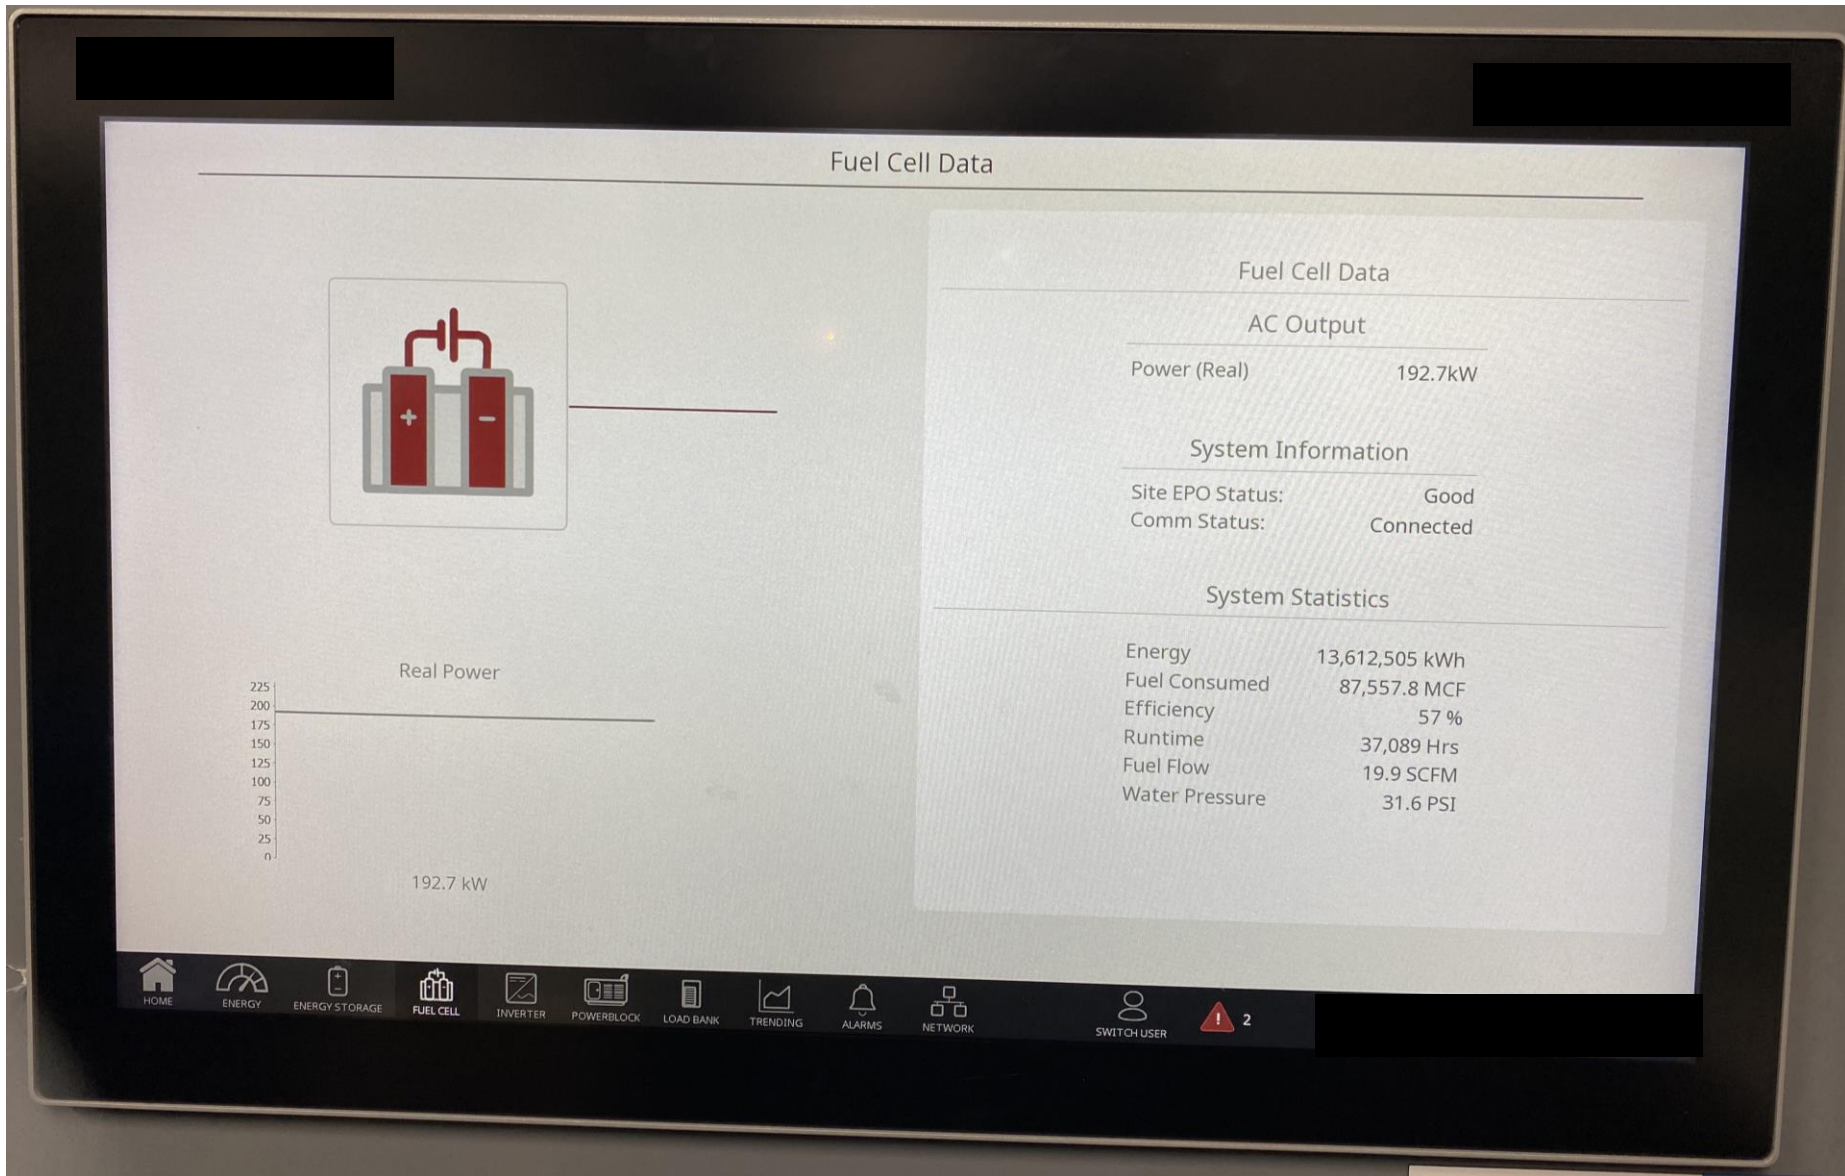 Fuel Cell Data
Fuel Cell Data
AC Output
Power (Real) 192.7kW
System Information
Site EPO Status: Good
Comm Status: Connected
System Statistics
Energy 13,612,505 kWh
Fuel Consumed 87,557.8 MCF
Efficiency 57 %
Runtime 37,089 Hrs
Fuel Flow 19.9 SCFM
Water Pressure 31.6 PSI
+ −
Real Power
225
200
175
150
125
100
75
50
25
0
192.7 kW
HOME
ENERGY
ENERGY STORAGE
FUEL CELL
INVERTER
POWERBLOCK
LOAD BANK
TRENDING
ALARMS
NETWORK
SWITCH USER
! 2